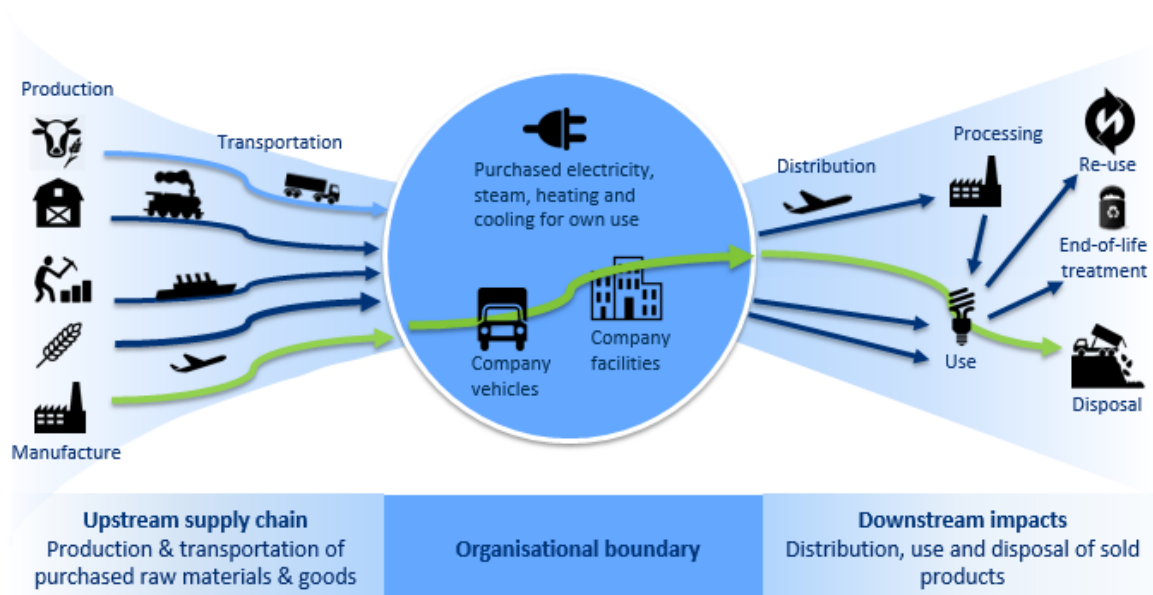 Production
Transportation
Manufacture
Purchased electricity,
steam, heating and
cooling for own use
Company
vehicles
Company
facilities
Distribution
Processing
Re-use
End-of-life
treatment
Use
Disposal
Upstream supply chain
Production & transportation of
purchased raw materials & goods
Organisational boundary
Downstream impacts
Distribution, use and disposal of sold
products